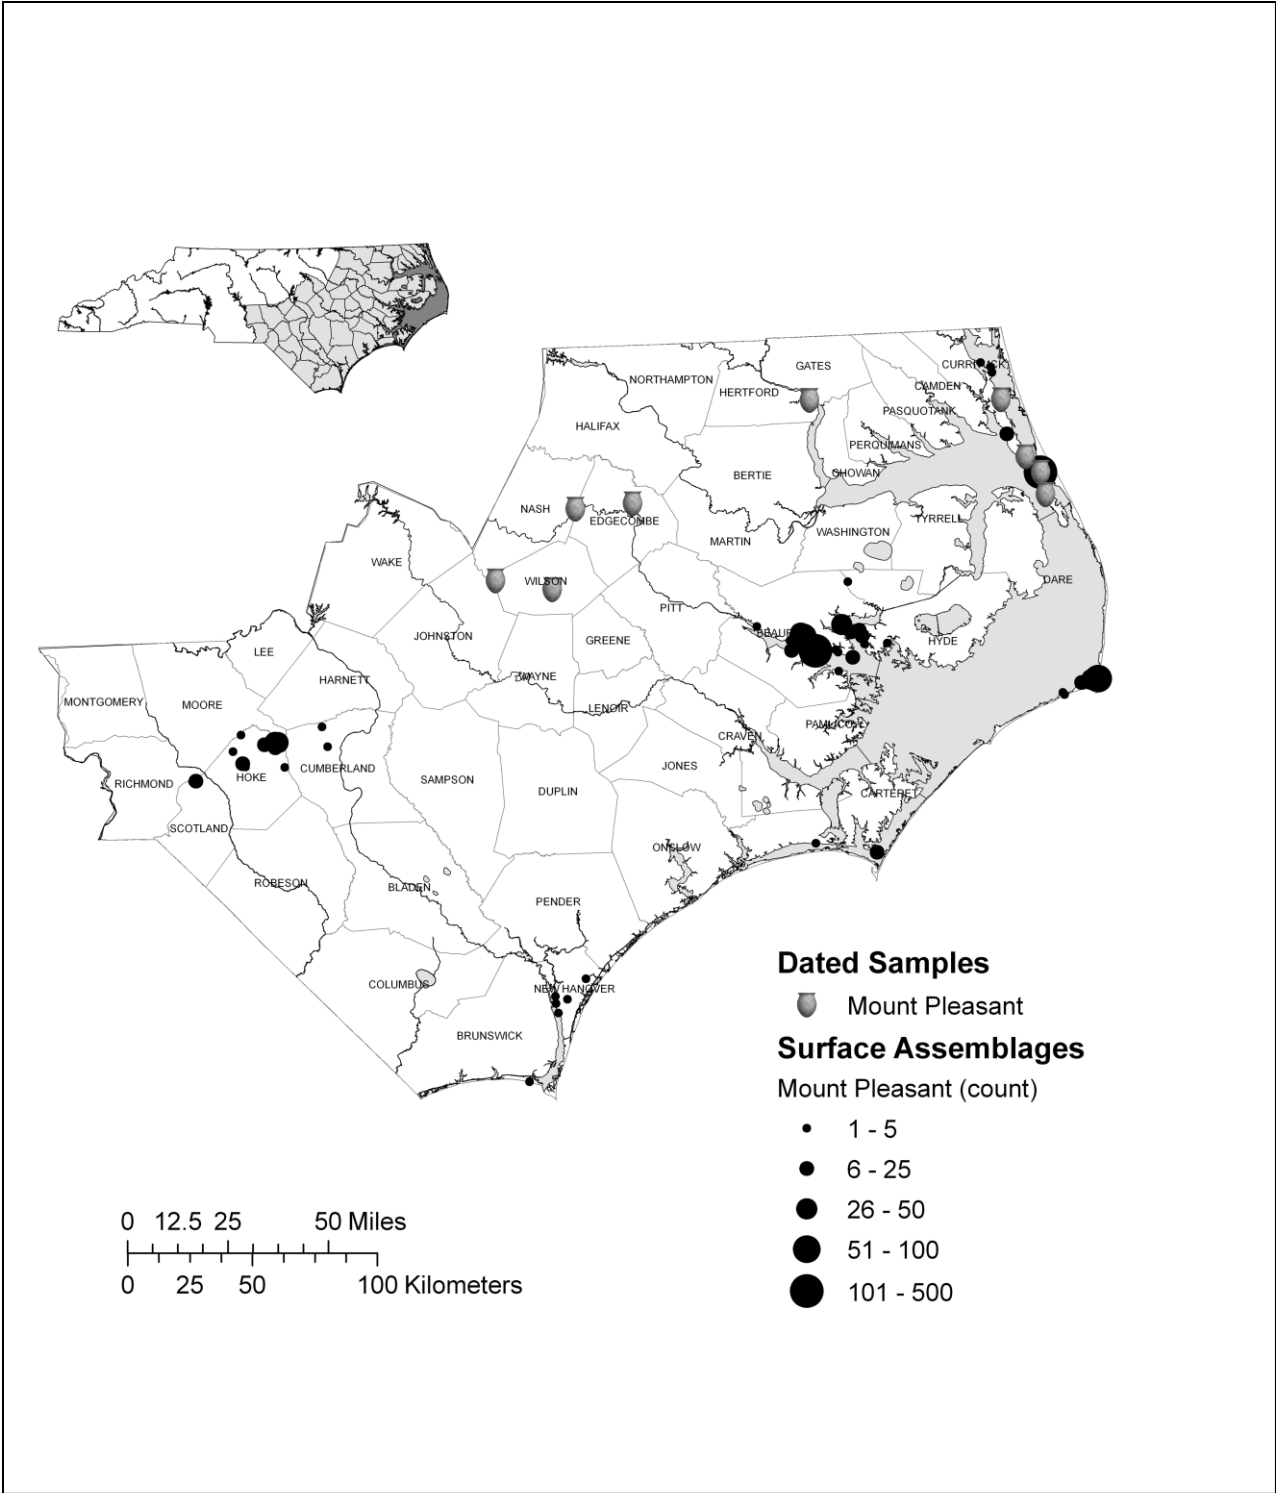 GATES
CURRITUCK
NORTHAMPTON
HERTFORD
CAMDEN
PASQUOTANK
HALIFAX
PERQUIMANS
BERTIE
CHOWAN
NASH
EDGECOMBE
TYRRELL
WASHINGTON
MARTIN
WAKE
WILSON
DARE
PITT
BEAUF
JOHNSTON
GREENE
HYDE
LEE
HARNETT
WAYNE
MONTGOMERY
MOORE
LENOIR
PAMLICO
CRAVEN
JONES
CUMBERLAND
HOKE
SAMPSON
RICHMOND
DUPLIN
CARTERET
SCOTLAND
ONSLOW
ROBESON
BLADEN
PENDER
COLUMBUS
NEW HANOVER
BRUNSWICK
Dated Samples
Mount Pleasant
Surface Assemblages
Mount Pleasant (count)
1 - 5
6 - 25
26 - 50
51 - 100
101 - 500
0 12.5 25 50 Miles
0 25 50 100 Kilometers